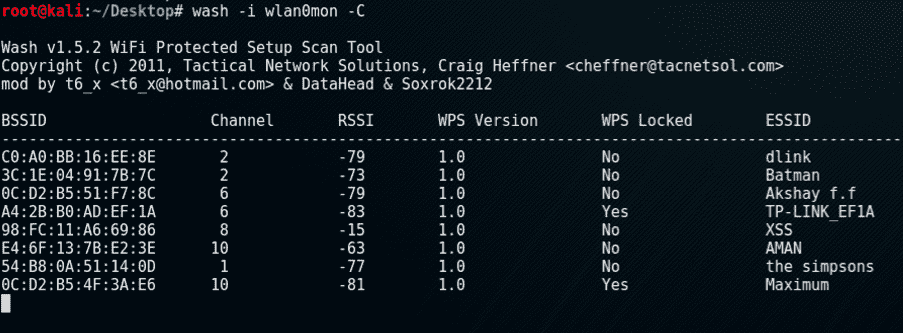 root@kali:~/Desktop# wash -i wlan0mon -C
Wash v1.5.2 WiFi Protected Setup Scan Tool
Copyright (c) 2011, Tactical Network Solutions, Craig Heffner <cheffner@tacnetsol.com>
mod by t6_x <t6_x@hotmail.com> & DataHead & Soxrok2212
BSSID Channel RSSI WPS Version WPS Locked ESSID
---------------------------------------------------------------------------------------------------
C0:A0:BB:16:EE:8E 2 -79 1.0 No dlink
3C:1E:04:91:7B:7C 2 -73 1.0 No Batman
0C:D2:B5:51:F7:8C 6 -79 1.0 No Akshay f.f
A4:2B:B0:AD:EF:1A 6 -83 1.0 Yes TP-LINK_EF1A
98:FC:11:A6:69:86 8 -15 1.0 No XSS
E4:6F:13:7B:E2:3E 10 -63 1.0 No AMAN
54:B8:0A:51:14:0D 1 -77 1.0 No the simpsons
0C:D2:B5:4F:3A:E6 10 -81 1.0 Yes Maximum